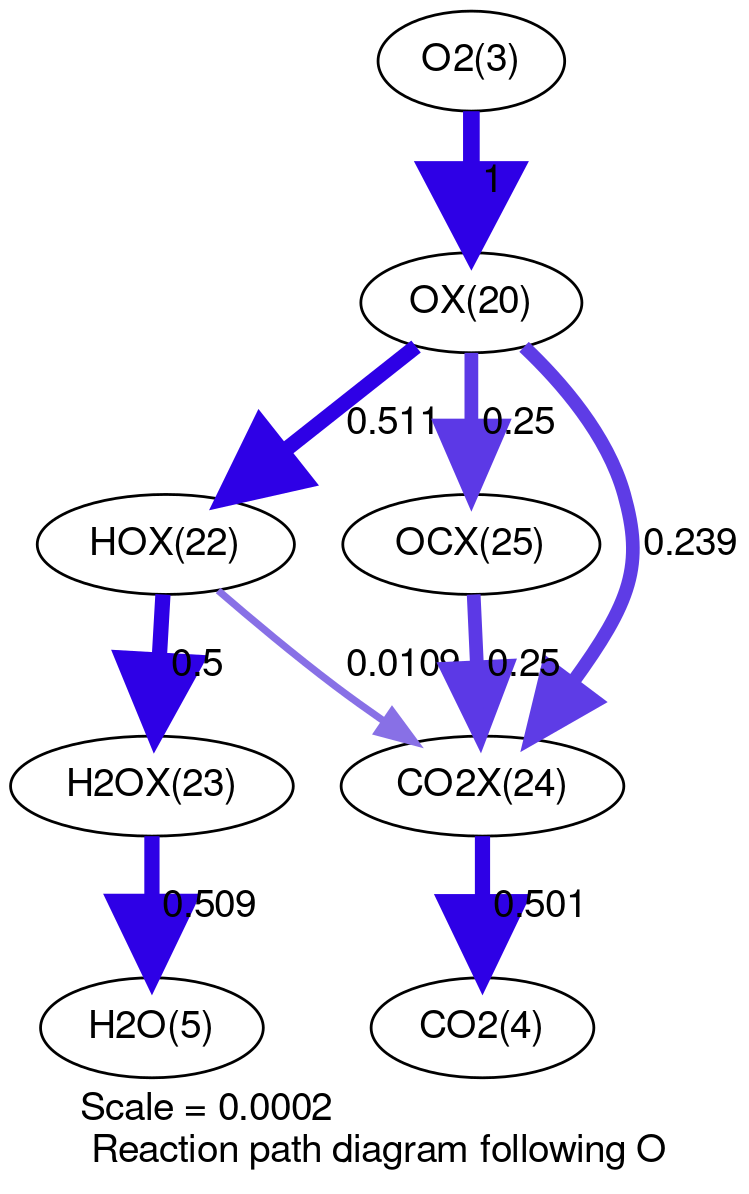 O2(3)
1
OX(20)
0.511
0.25
0.239
HOX(22)
OCX(25)
0.5
0.0109
0.25
H2OX(23)
CO2X(24)
0.509
0.501
H2O(5)
CO2(4)
Scale = 0.0002
Reaction path diagram following O